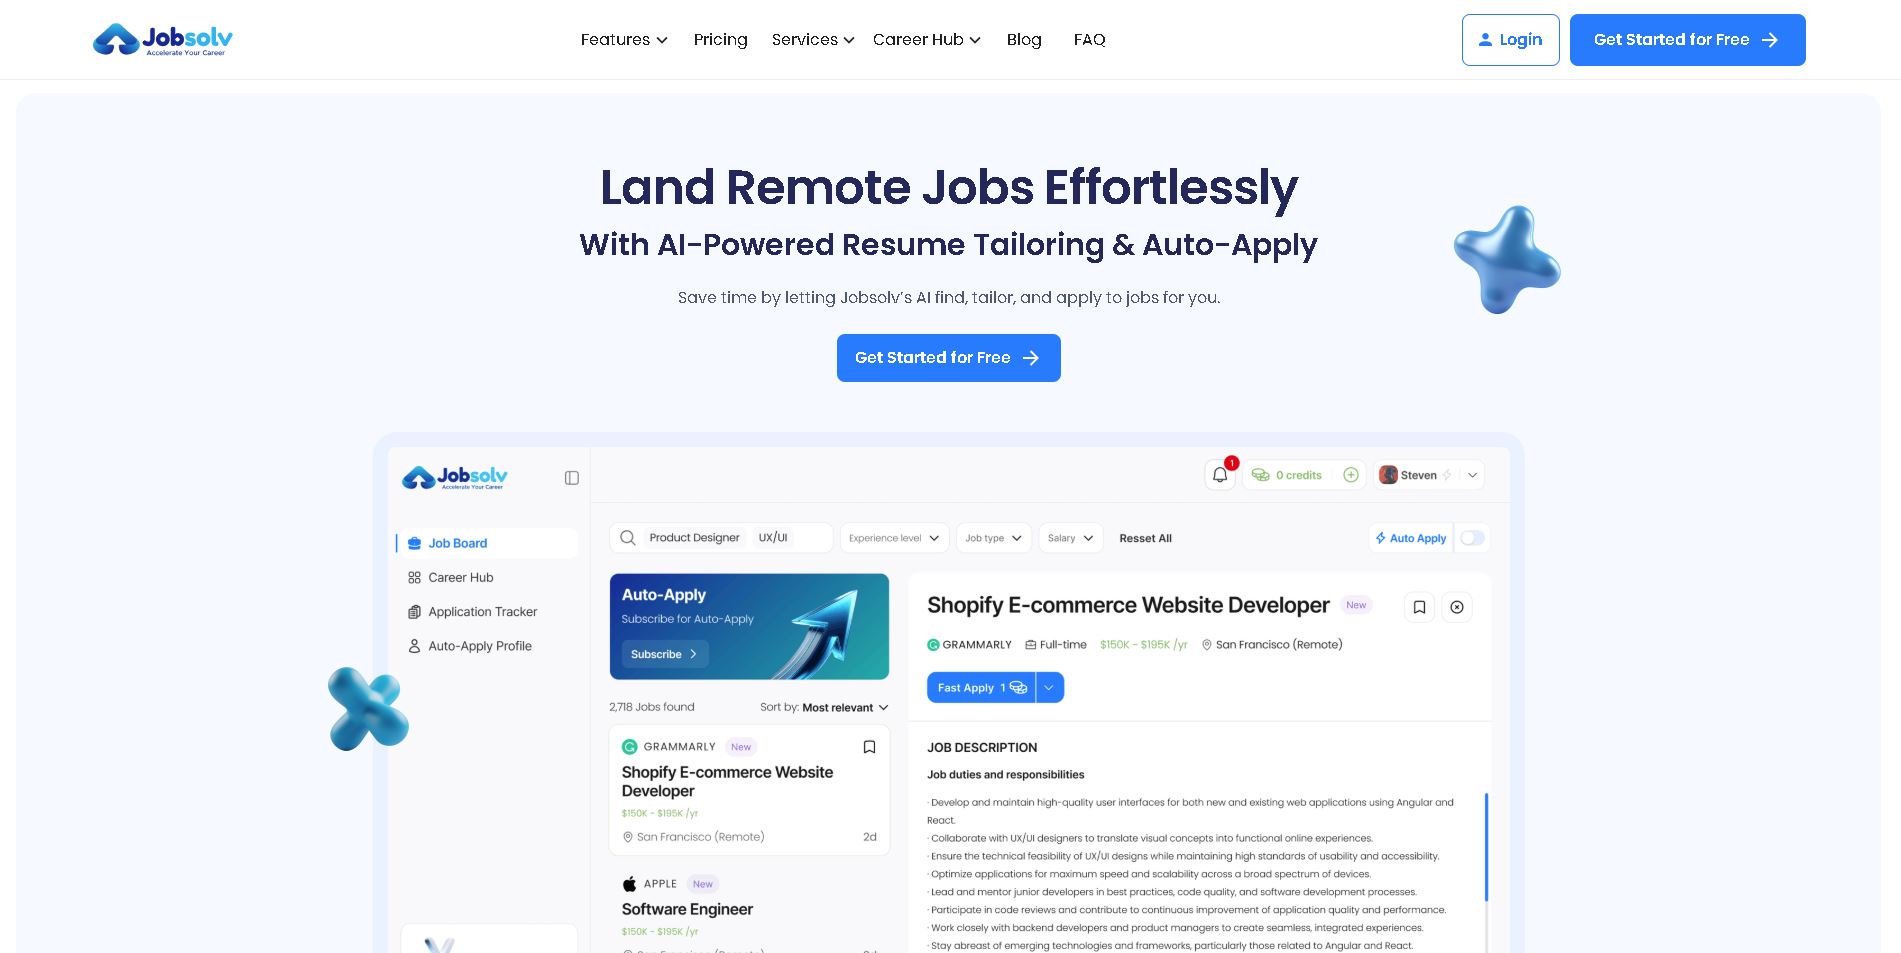 Jobsolv
Accelerate Your Career
Features
Pricing
Services
Career Hub
Blog
FAQ
Login
Get Started for Free
Land Remote Jobs Effortlessly
With AI-Powered Resume Tailoring & Auto-Apply
Save time by letting Jobsolv's AI find, tailor, and apply to jobs for you.
Get Started for Free
Jobsolv
Accelerate Your Career
1
0 credits
Steven
Job Board
Career Hub
Application Tracker
Auto-Apply Profile
Product Designer UX/UI
Experience level
Job type
Salary
Resset All
Auto Apply
Auto-Apply
Subscribe for Auto-Apply
Subscribe
2,718 Jobs found
Sort by: Most relevant
GRAMMARLY New
Shopify E-commerce Website
Developer
$150K - $195K /yr
San Francisco (Remote) 2d
APPLE New
Software Engineer
$150K - $195K /yr
Shopify E-commerce Website Developer New
GRAMMARLY Full-time $150K - $195K /yr San Francisco (Remote)
Fast Apply 1
JOB DESCRIPTION
Job duties and responsibilities
· Develop and maintain high-quality user interfaces for both new and existing web applications using Angular and
React.
· Collaborate with UX/UI designers to translate visual concepts into functional online experiences.
· Ensure the technical feasibility of UX/UI designs while maintaining high standards of usability and accessibility.
· Optimize applications for maximum speed and scalability across a broad spectrum of devices.
· Lead and mentor junior developers in best practices, code quality, and software development processes.
· Participate in code reviews and contribute to continuous improvement of application quality and performance.
· Work closely with backend developers and product managers to create seamless, integrated experiences.
· Stay abreast of emerging technologies and frameworks, particularly those related to Angular and React.